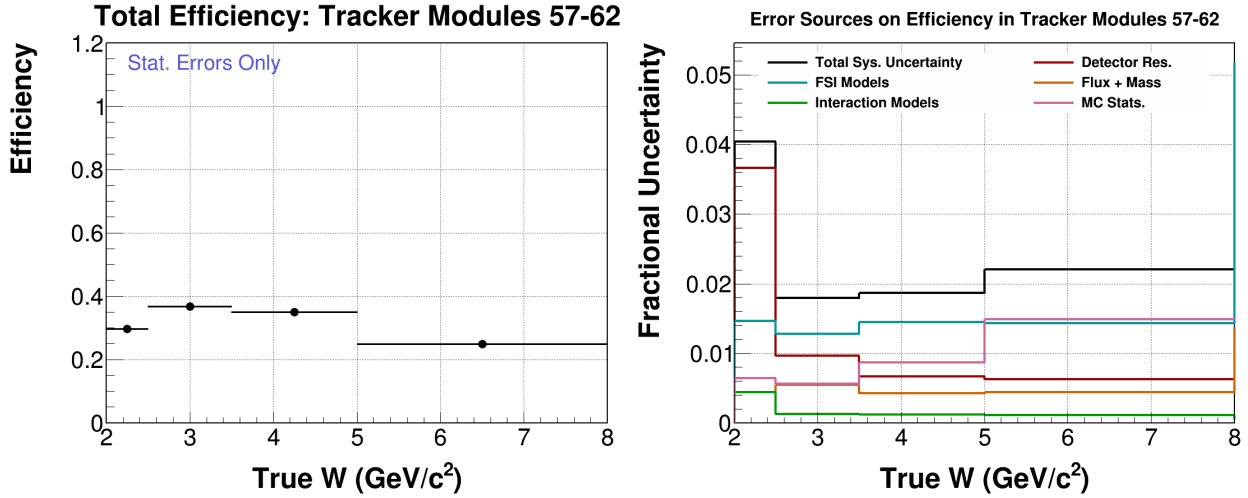 Total Efficiency: Tracker Modules 57-62
Efficiency
Stat. Errors Only
1.2
1
0.8
0.6
0.4
0.2
0
2 3 4 5 6 7 8
True W (GeV/c²)
Error Sources on Efficiency in Tracker Modules 57-62
Fractional Uncertainty
Total Sys. Uncertainty
FSI Models
Interaction Models
Detector Res.
Flux + Mass
MC Stats.
0.05
0.04
0.03
0.02
0.01
0
2 3 4 5 6 7 8
True W (GeV/c²)